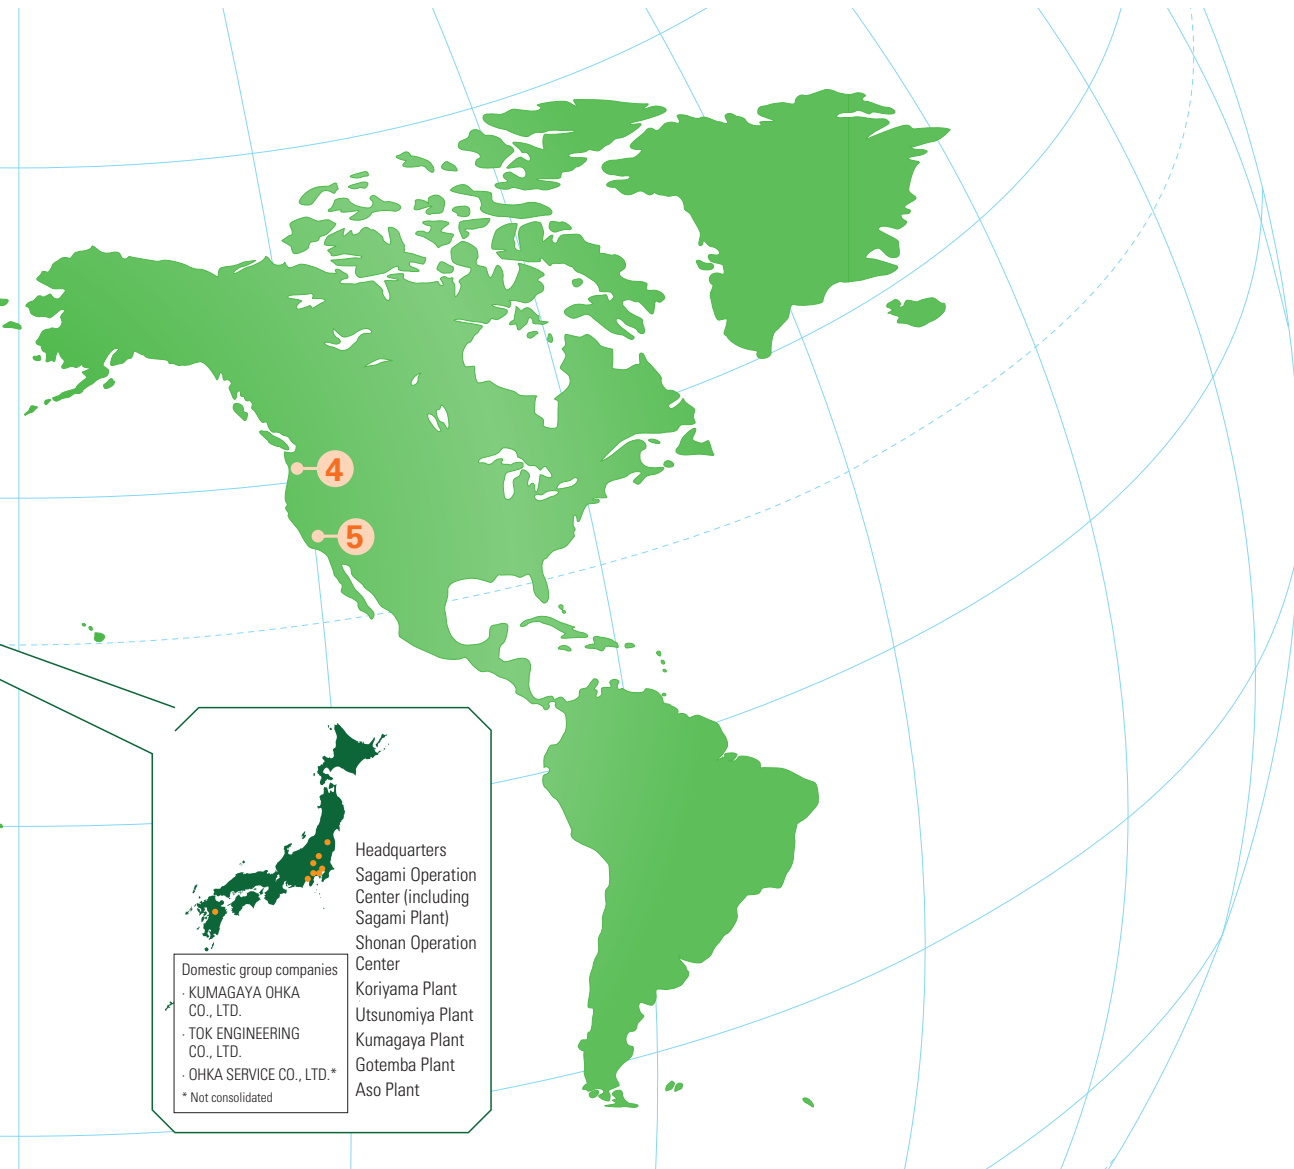 4
5
Headquarters
Sagami Operation
Center (including
Sagami Plant)
Shonan Operation
Center
Koriyama Plant
Utsunomiya Plant
Kumagaya Plant
Gotemba Plant
Aso Plant
Domestic group companies
· KUMAGAYA OHKA
CO., LTD.
· TOK ENGINEERING
CO., LTD.
· OHKA SERVICE CO., LTD.*
* Not consolidated